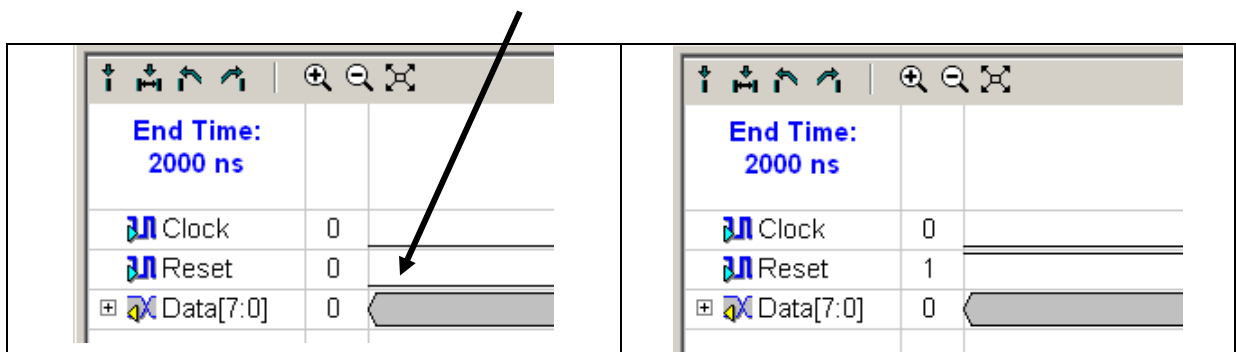 End Time:
2000 ns
Clock 0
Reset 0
Data[7:0] 0
End Time:
2000 ns
Clock 0
Reset 1
Data[7:0] 0